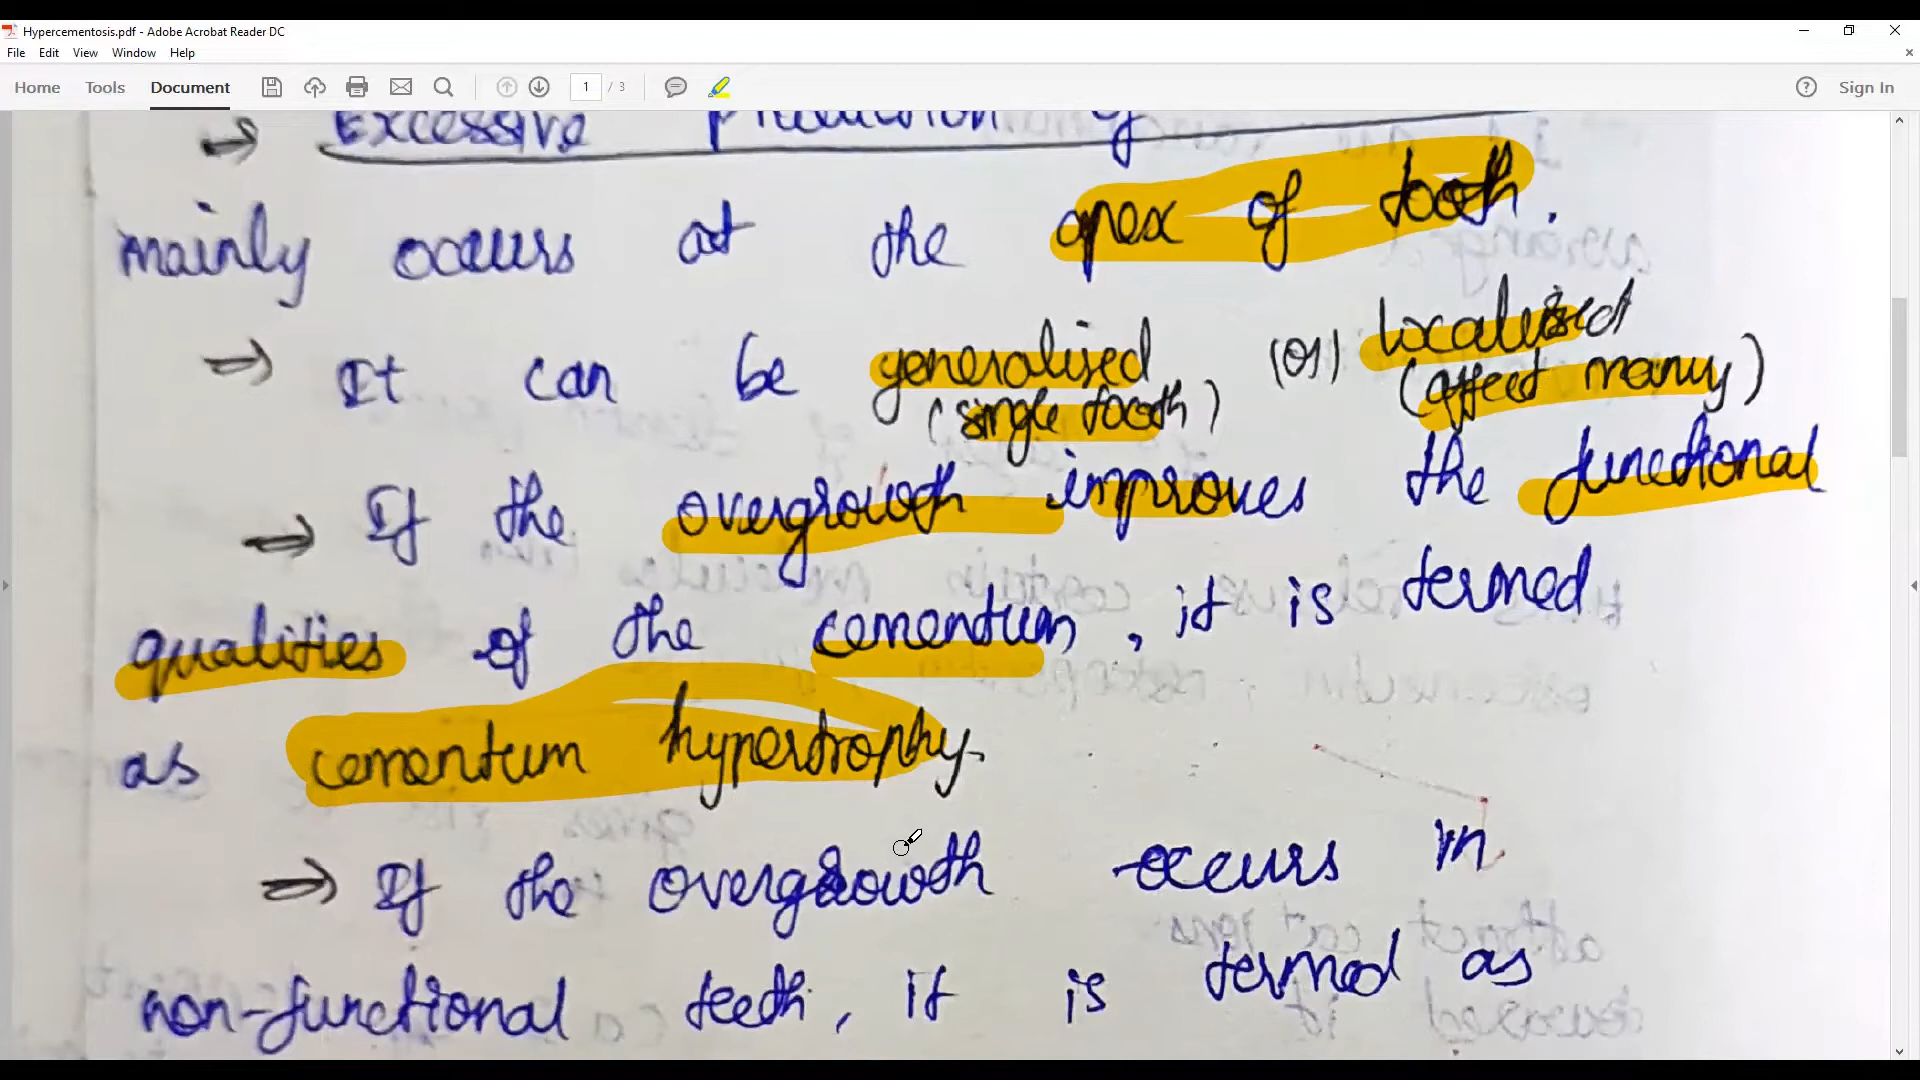 Hypercementosis.pdf - Adobe Acrobat Reader DC
File Edit View Window Help
Home Tools Document 1 / 3 Sign In
⇒ Excessive production of
mainly occurs at the apex of tooth.
⇒ It can be generalised (or) localised
(single tooth) (affect many)
⇒ If the overgrowth improves the functional
qualities of the cementum, it is termed
as cementum hypertrophy.
⇒ If the overgrowth occurs in
non-functional teeth, it is termed as